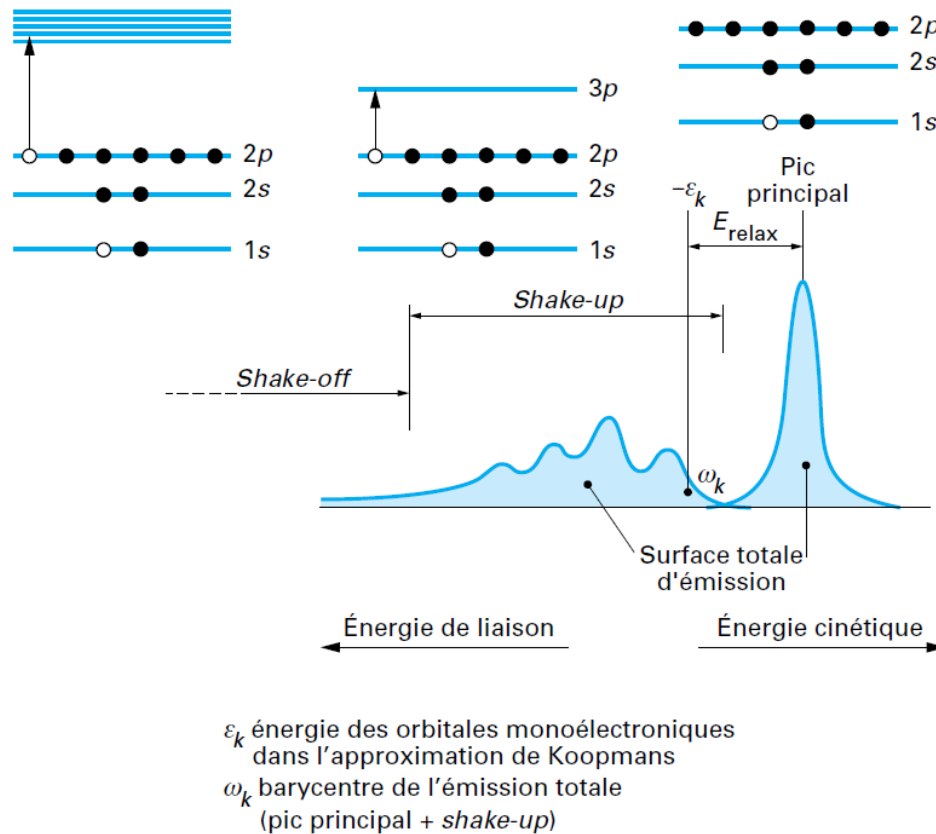 2p
2s
1s
3p
2p
2s
1s
2p
2s
1s
Pic
principal
–εk
Erelax
Shake-up
Shake-off
ωk
Surface totale
d'émission
Énergie de liaison
Énergie cinétique
εk énergie des orbitales monoélectroniques
dans l’approximation de Koopmans
ωk barycentre de l’émission totale
(pic principal + shake-up)